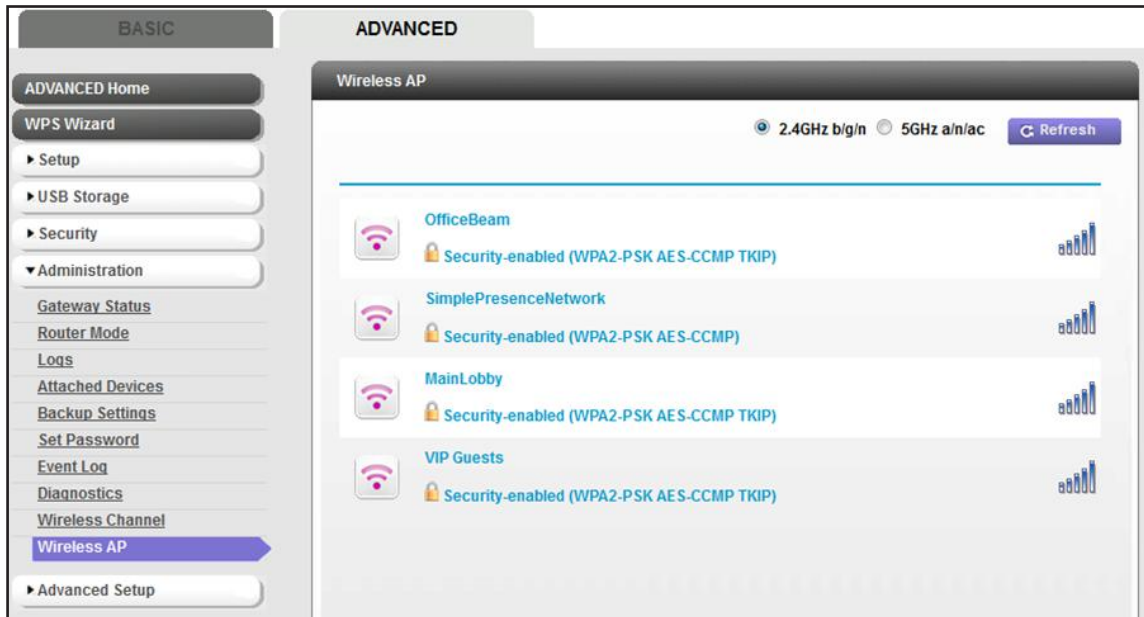 BASIC
ADVANCED
ADVANCED Home
WPS Wizard
Setup
USB Storage
Security
Administration
Gateway Status
Router Mode
Logs
Attached Devices
Backup Settings
Set Password
Event Log
Diagnostics
Wireless Channel
Wireless AP
Advanced Setup
Wireless AP
2.4GHz b/g/n 5GHz a/n/ac Refresh
OfficeBeam
Security-enabled (WPA2-PSK AES-CCMP TKIP)
SimplePresenceNetwork
Security-enabled (WPA2-PSK AES-CCMP)
MainLobby
Security-enabled (WPA2-PSK AES-CCMP TKIP)
VIP Guests
Security-enabled (WPA2-PSK AES-CCMP TKIP)